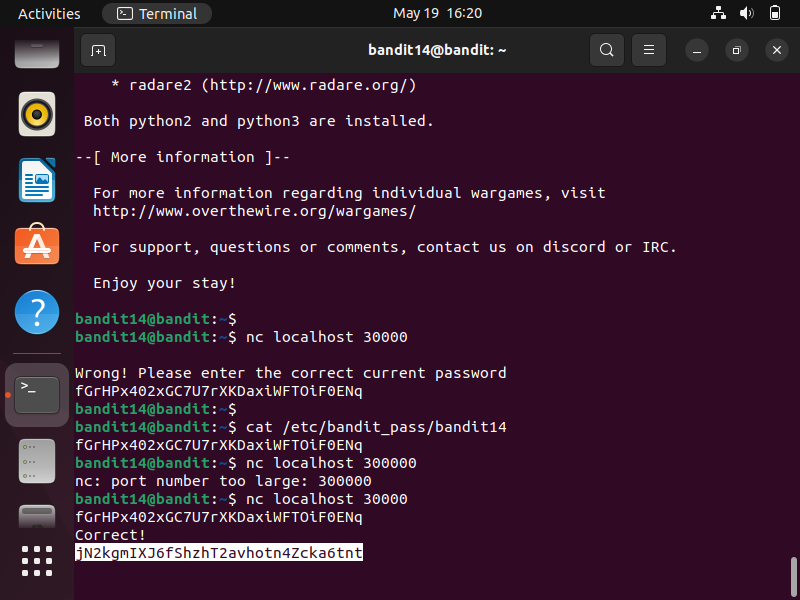 Activities
Terminal
May 19 16:20
bandit14@bandit: ~
* radare2 (http://www.radare.org/)
Both python2 and python3 are installed.
--[ More information ]--
For more information regarding individual wargames, visit
http://www.overthewire.org/wargames/
For support, questions or comments, contact us on discord or IRC.
Enjoy your stay!
bandit14@bandit:~$
bandit14@bandit:~$ nc localhost 30000
Wrong! Please enter the correct current password
fGrHPx402xGC7U7rXKDaxiWFTOiF0ENq
bandit14@bandit:~$
bandit14@bandit:~$ cat /etc/bandit_pass/bandit14
fGrHPx402xGC7U7rXKDaxiWFTOiF0ENq
bandit14@bandit:~$ nc localhost 300000
nc: port number too large: 300000
bandit14@bandit:~$ nc localhost 30000
fGrHPx402xGC7U7rXKDaxiWFTOiF0ENq
Correct!
jN2kgmIXJ6fShzhT2avhotn4Zcka6tnt